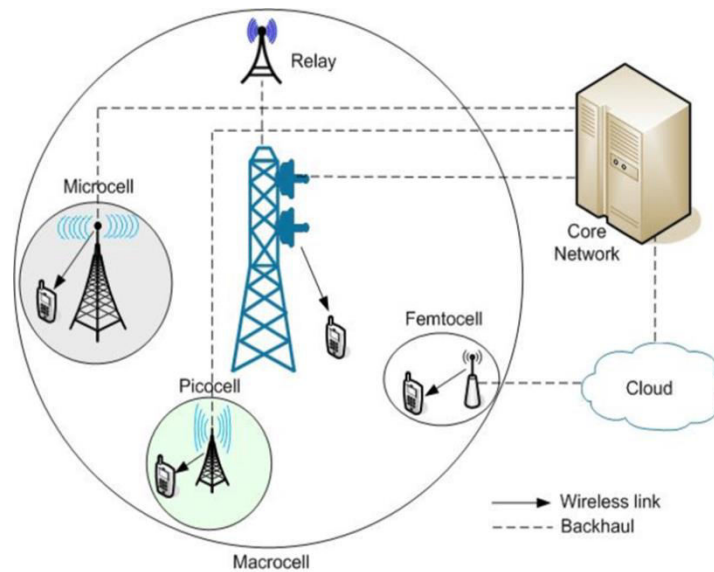 Relay
Microcell
Core
Network
Femtocell
Picocell
Cloud
Wireless link
Backhaul
Macrocell